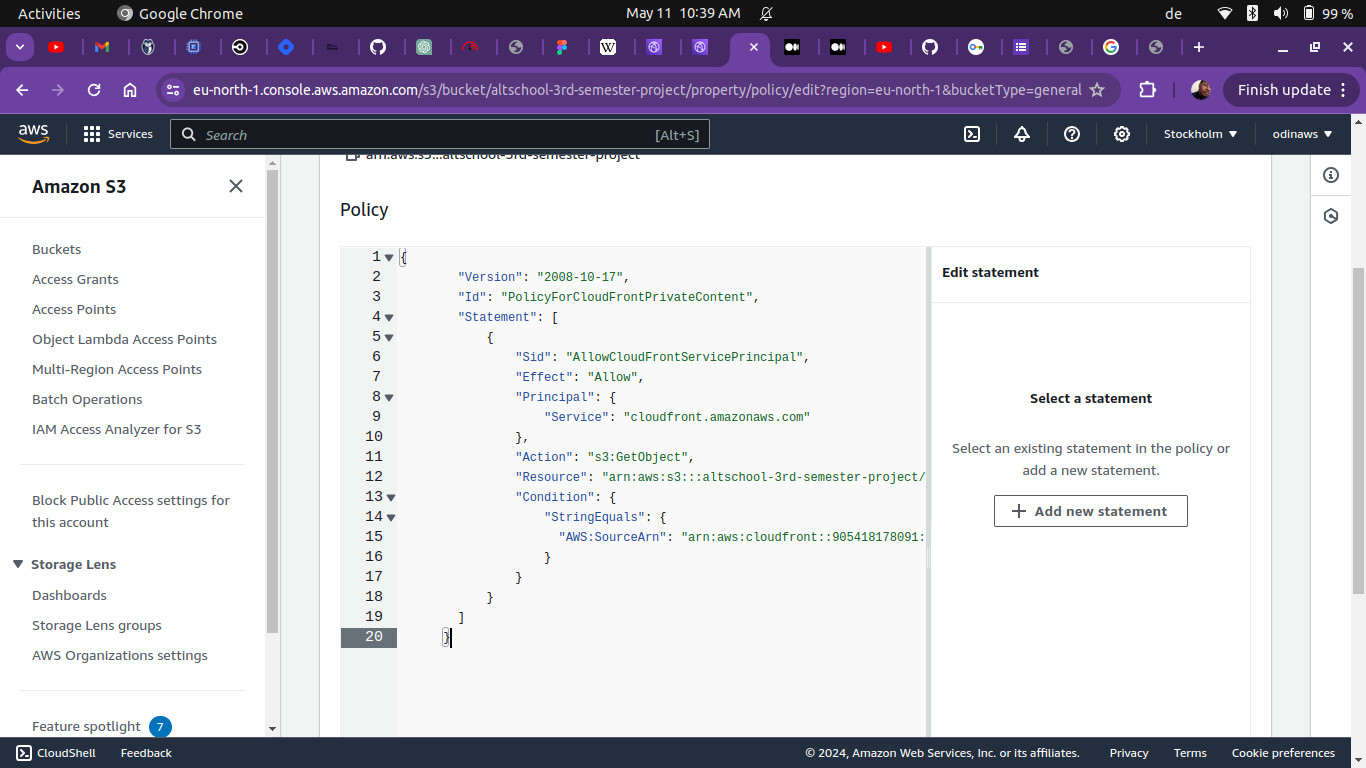 Activities
Google Chrome
May 11 10:39 AM
de
99 %
eu-north-1.console.aws.amazon.com/s3/bucket/altschool-3rd-semester-project/property/policy/edit?region=eu-north-1&bucketType=general
Finish update
aws
Services
Search
[Alt+S]
Stockholm
odinaws
Amazon S3
Buckets
Access Grants
Access Points
Object Lambda Access Points
Multi-Region Access Points
Batch Operations
IAM Access Analyzer for S3
Block Public Access settings for
this account
Storage Lens
Dashboards
Storage Lens groups
AWS Organizations settings
Feature spotlight 7
arn:aws:s3:::altschool-3rd-semester-project
Policy
1 {
2 "Version": "2008-10-17",
3 "Id": "PolicyForCloudFrontPrivateContent",
4 "Statement": [
5 {
6 "Sid": "AllowCloudFrontServicePrincipal",
7 "Effect": "Allow",
8 "Principal": {
9 "Service": "cloudfront.amazonaws.com"
10 },
11 "Action": "s3:GetObject",
12 "Resource": "arn:aws:s3:::altschool-3rd-semester-project/
13 "Condition": {
14 "StringEquals": {
15 "AWS:SourceArn": "arn:aws:cloudfront::905418178091:
16 }
17 }
18 }
19 ]
20 }
Edit statement
Select a statement
Select an existing statement in the policy or
add a new statement.
Add new statement
CloudShell
Feedback
© 2024, Amazon Web Services, Inc. or its affiliates.
Privacy
Terms
Cookie preferences